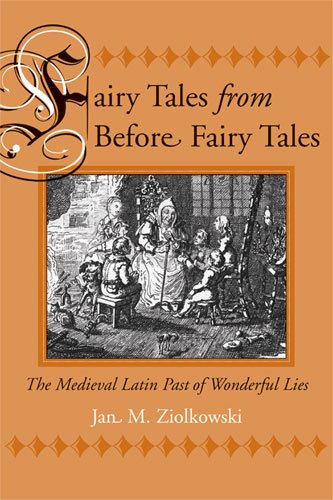 Fairy Tales from
Before Fairy Tales
The Medieval Latin Past of Wonderful Lies
Jan M. Ziolkowski